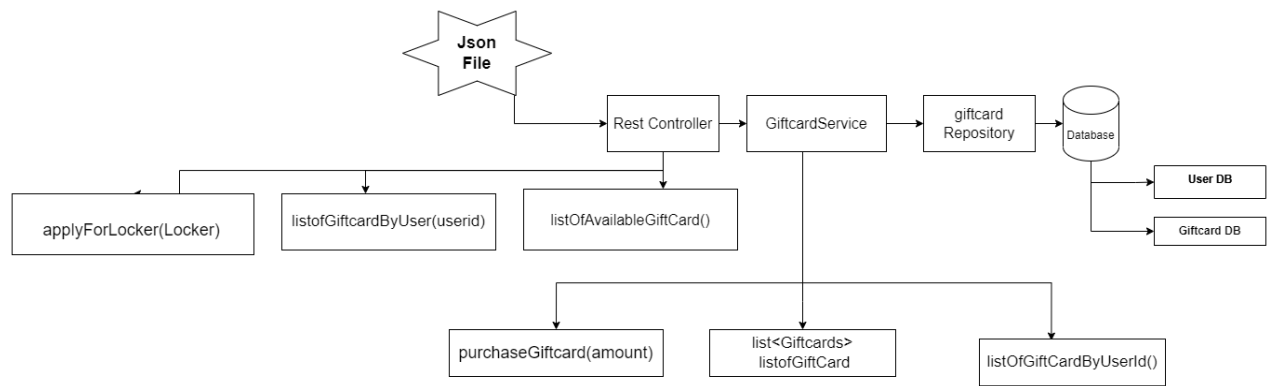 Json
File
Rest Controller
GiftcardService
giftcard
Repository
Database
User DB
Giftcard DB
applyForLocker(Locker)
listofGiftcardByUser(userid)
listOfAvailableGiftCard()
purchaseGiftcard(amount)
list<Giftcards>
listofGiftCard
listOfGiftCardByUserId()